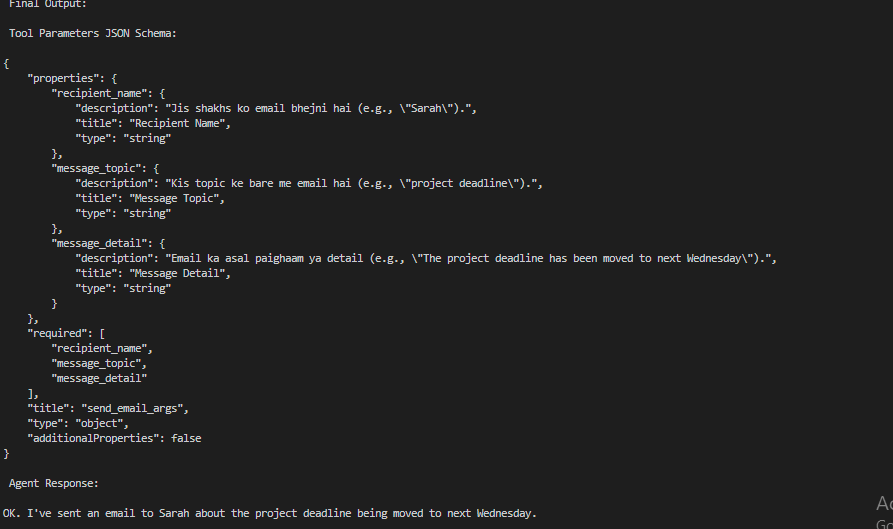 Final Output:
Tool Parameters JSON Schema:
{
    "properties": {
        "recipient_name": {
            "description": "Jis shakhs ko email bhejni hai (e.g., \"Sarah\").",
            "title": "Recipient Name",
            "type": "string"
        },
        "message_topic": {
            "description": "Kis topic ke bare me email hai (e.g., \"project deadline\").",
            "title": "Message Topic",
            "type": "string"
        },
        "message_detail": {
            "description": "Email ka asal paighaam ya detail (e.g., \"The project deadline has been moved to next Wednesday\").",
            "title": "Message Detail",
            "type": "string"
        }
    },
    "required": [
        "recipient_name",
        "message_topic",
        "message_detail"
    ],
    "title": "send_email_args",
    "type": "object",
    "additionalProperties": false
}
Agent Response:
OK. I've sent an email to Sarah about the project deadline being moved to next Wednesday.